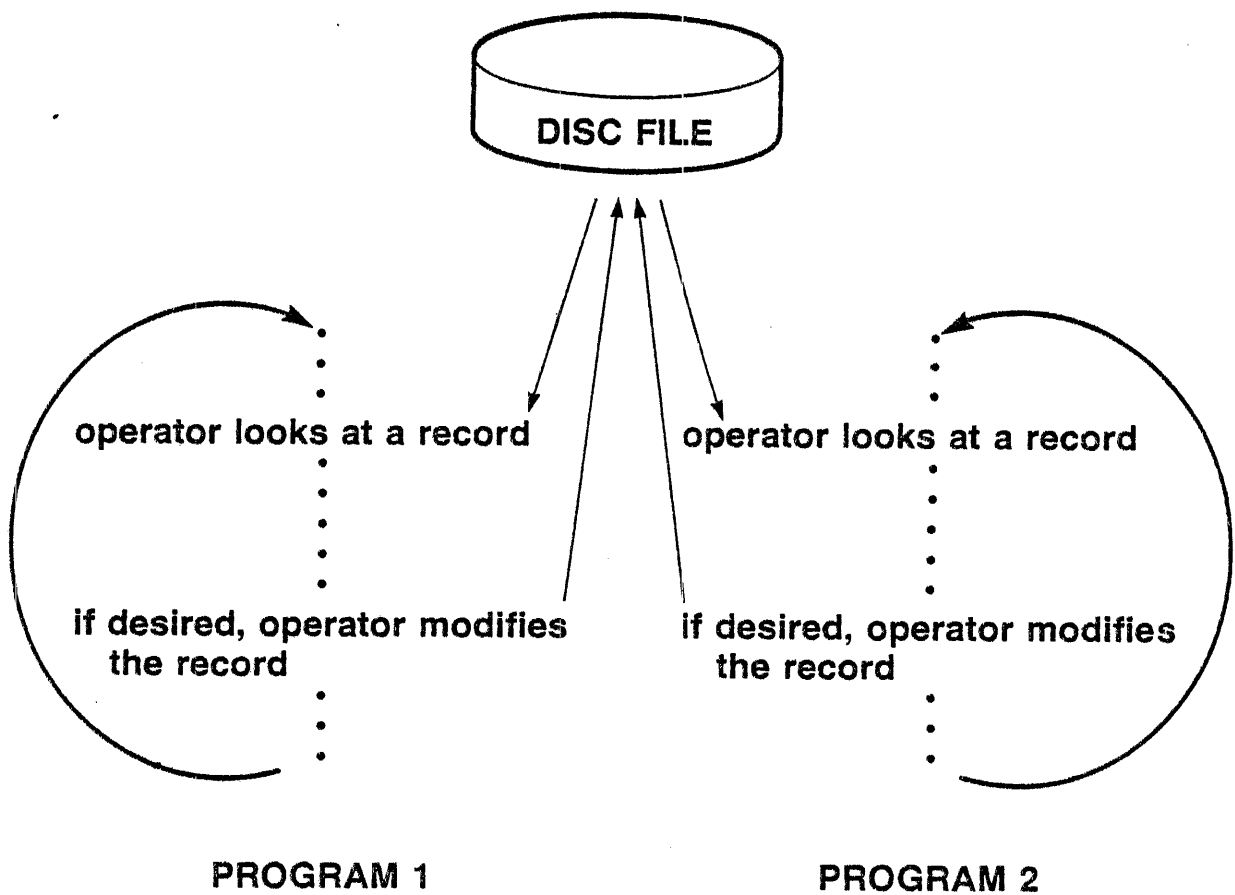 DISC FILE
operator looks at a record
if desired, operator modifies
the record
PROGRAM 1
operator looks at a record
if desired, operator modifies
the record
PROGRAM 2